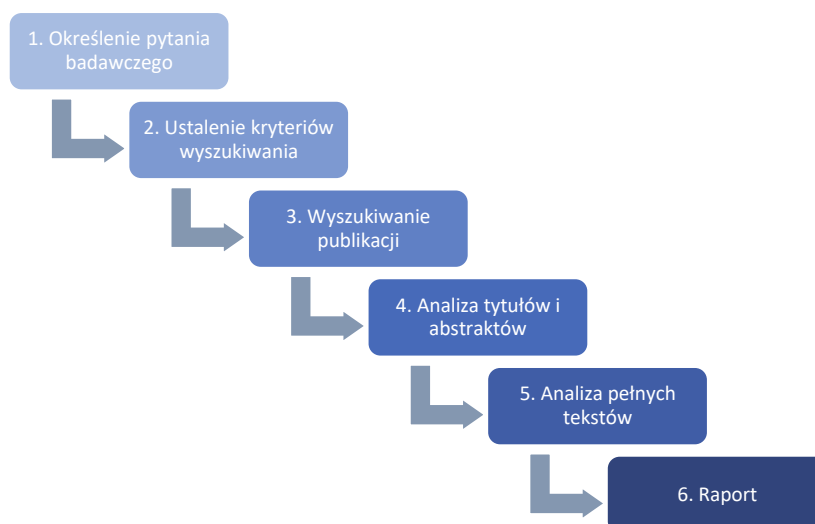 1. Określenie pytania
badawczego
2. Ustalenie kryteriów
wyszukiwania
3. Wyszukiwanie
publikacji
4. Analiza tytułów i
abstraktów
5. Analiza pełnych
tekstów
6. Raport